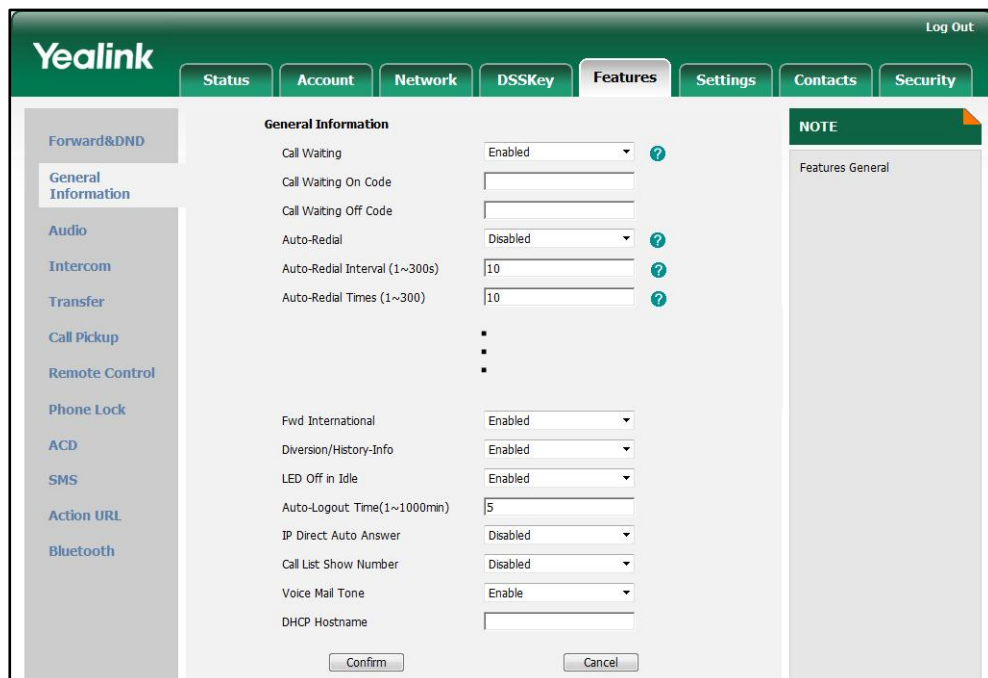 Log Out
Yealink
Status Account Network DSSKey Features Settings Contacts Security
Forward&DND
General
Information
Audio
Intercom
Transfer
Call Pickup
Remote Control
Phone Lock
ACD
SMS
Action URL
Bluetooth
General Information
Call Waiting Enabled ?
Call Waiting On Code
Call Waiting Off Code
Auto-Redial Disabled ?
Auto-Redial Interval (1~300s) 10 ?
Auto-Redial Times (1~300) 10 ?
Fwd International Enabled
Diversion/History-Info Enabled
LED Off in Idle Enabled
Auto-Logout Time(1~1000min) 5
IP Direct Auto Answer Disabled
Call List Show Number Disabled
Voice Mail Tone Enable
DHCP Hostname
Confirm Cancel
NOTE
Features General